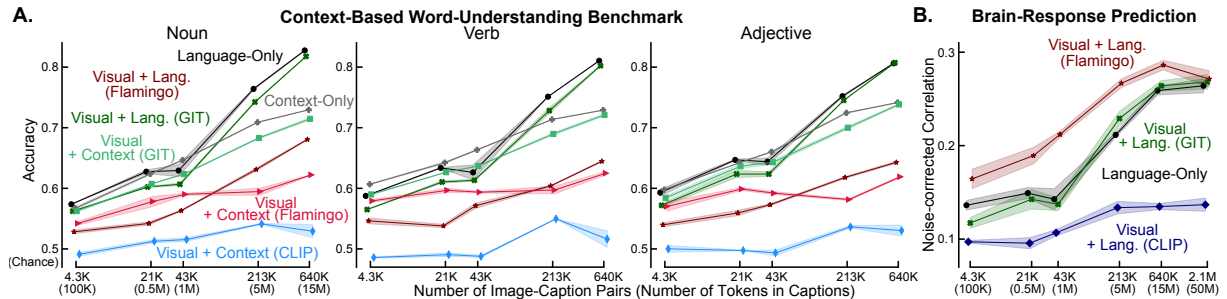 A. Context-Based Word-Understanding Benchmark
B. Brain-Response Prediction
Noun
Verb
Adjective
Accuracy
0.8
0.7
0.6
0.5
(Chance)
Language-Only
Visual + Lang.
(Flamingo)
Visual + Lang. (GIT)
Context-Only
Visual
+ Context (GIT)
Visual
+ Context (Flamingo)
Visual + Context (CLIP)
4.3K 21K 43K 213K 640K
(100K) (0.5M) (1M) (5M) (15M)
4.3K 21K 43K 213K 640K
4.3K 21K 43K 213K 640K
Number of Image-Caption Pairs (Number of Tokens in Captions)
Noise-corrrected Correlation
0.3
0.2
0.1
Visual + Lang.
(Flamingo)
Visual
+ Lang. (GIT)
Language-Only
Visual
+ Lang. (CLIP)
4.3K 21K 43K 213K 640K 2.1M
(100K) (0.5M) (1M) (5M) (15M) (50M)